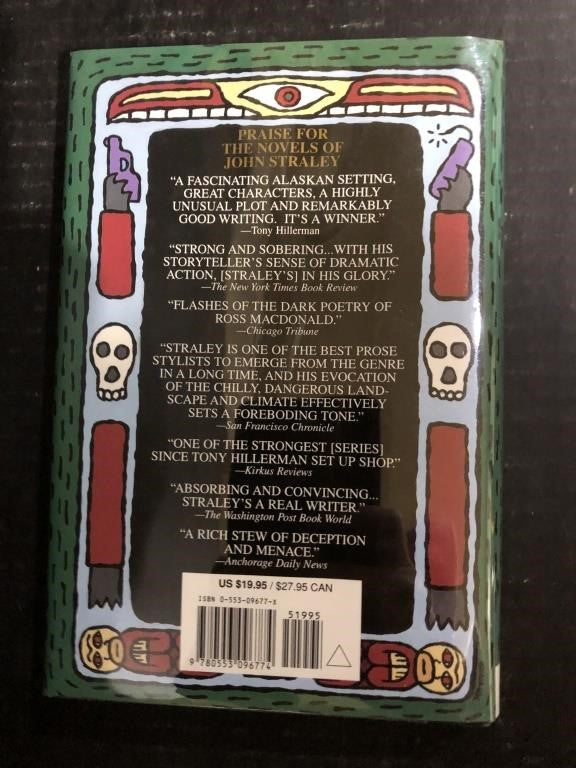 PRAISE FOR
THE NOVELS OF
JOHN STRALEY
“A FASCINATING ALASKAN SETTING,
GREAT CHARACTERS, A HIGHLY
UNUSUAL PLOT AND REMARKABLY
GOOD WRITING. IT’S A WINNER.”
—Tony Hillerman
“STRONG AND SOBERING...WITH HIS
STORYTELLER’S SENSE OF DRAMATIC
ACTION, [STRALEY’S] IN HIS GLORY.”
—The New York Times Book Review
“FLASHES OF THE DARK POETRY OF
ROSS MACDONALD.”
—Chicago Tribune
“STRALEY IS ONE OF THE BEST PROSE
STYLISTS TO EMERGE FROM THE GENRE
IN A LONG TIME, AND HIS EVOCATION
OF THE CHILLY, DANGEROUS LAND-
SCAPE AND CLIMATE EFFECTIVELY
SETS A FOREBODING TONE.”
—San Francisco Chronicle
“ONE OF THE STRONGEST [SERIES]
SINCE TONY HILLERMAN SET UP SHOP.”
—Kirkus Reviews
“ABSORBING AND CONVINCING...
STRALEY’S A REAL WRITER.”
—The Washington Post Book World
“A RICH STEW OF DECEPTION
AND MENACE.”
—Anchorage Daily News
US $19.95 / $27.95 CAN
ISBN 0-553-09677-X
51995
9 780553 096774